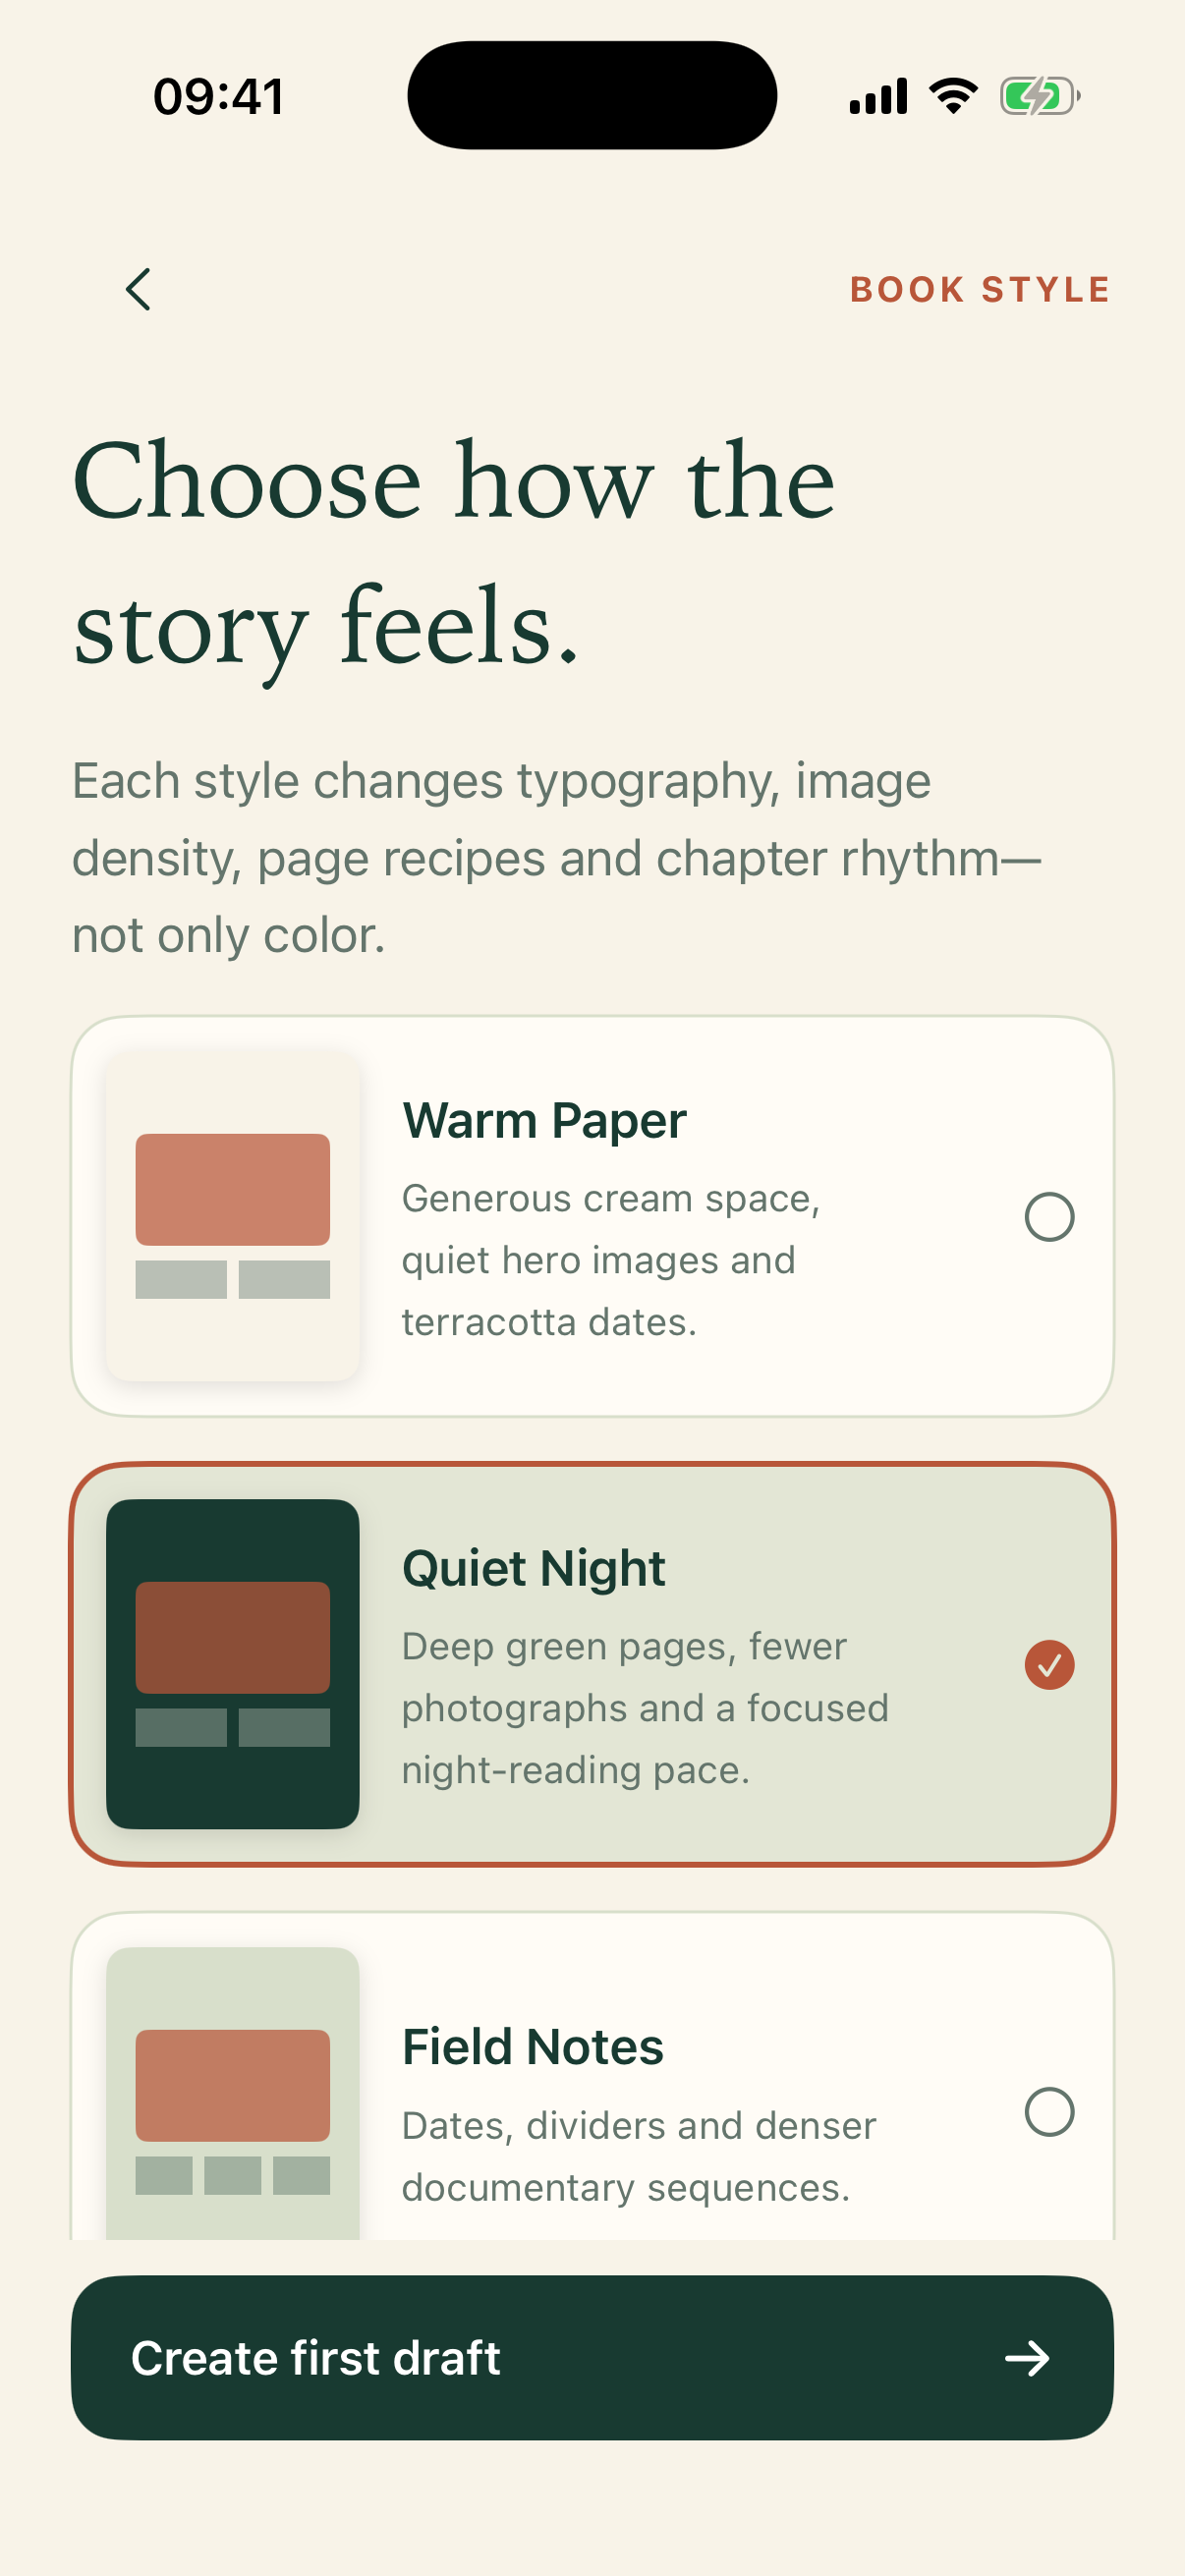 09:41
BOOK STYLE
Choose how the
story feels.
Each style changes typography, image
density, page recipes and chapter rhythm—
not only color.
Warm Paper
Generous cream space,
quiet hero images and
terracotta dates.
Quiet Night
Deep green pages, fewer
photographs and a focused
night-reading pace.
Field Notes
Dates, dividers and denser
documentary sequences.
Create first draft